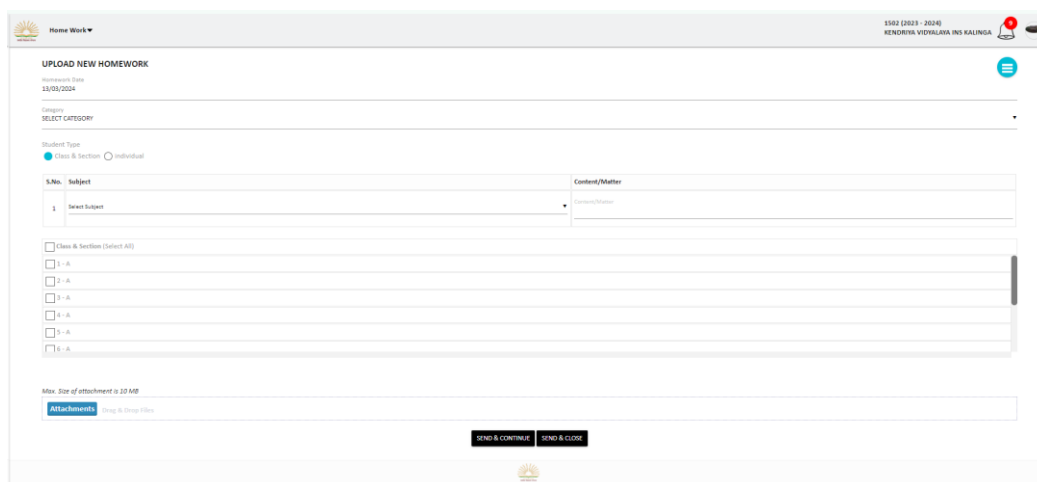 Home Work
1502 (2023 - 2024)
KENDRIYA VIDYALAYA INS KALINGA
9
UPLOAD NEW HOMEWORK
Homework Date
13/03/2024
Category
SELECT CATEGORY
Student Type
Class & Section Individual
S.No. Subject Content/Matter
1 Select Subject Content/Matter
Class & Section (Select All)
1 - A
2 - A
3 - A
4 - A
5 - A
6 - A
Max. Size of attachment is 10 MB
Attachments Drag & Drop Files
SEND & CONTINUE SEND & CLOSE